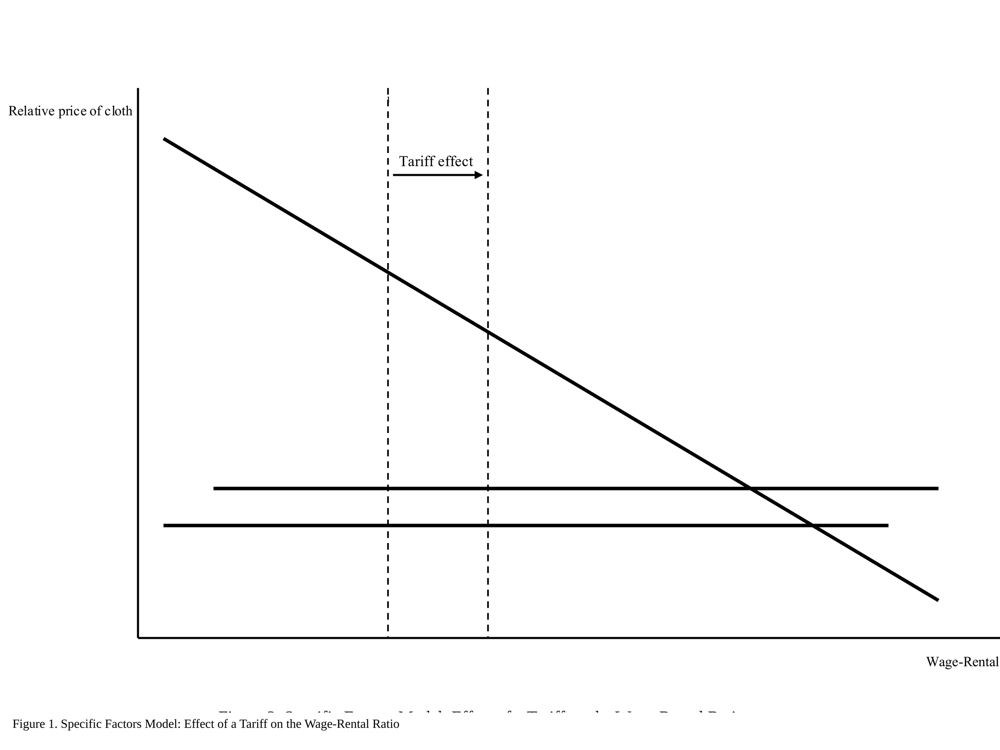 Relative price of cloth
Tariff effect
Wage-Rental
Figure 1. Specific Factors Model: Effect of a Tariff on the Wage-Rental Ratio